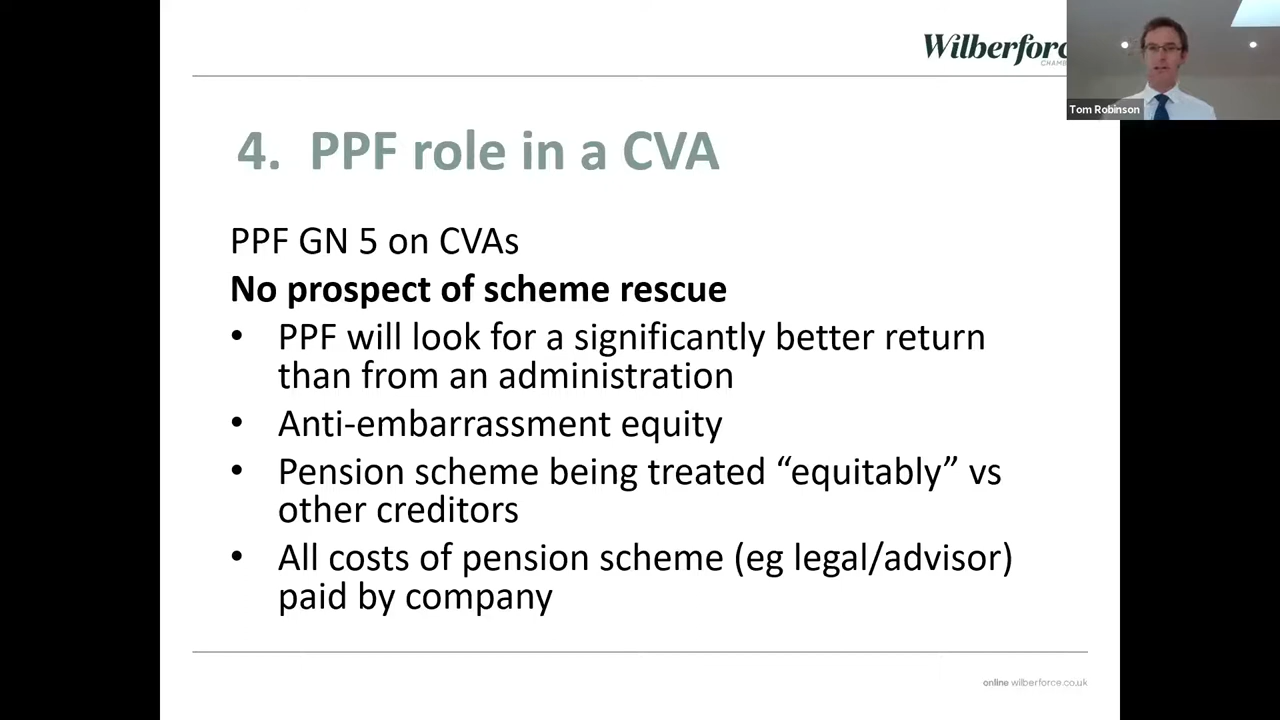 Wilberforc
CHAMB
Tom Robinson
4. PPF role in a CVA
PPF GN 5 on CVAs
No prospect of scheme rescue
• PPF will look for a significantly better return
than from an administration
• Anti-embarrassment equity
• Pension scheme being treated “equitably” vs
other creditors
• All costs of pension scheme (eg legal/advisor)
paid by company
online wilberforce.co.uk